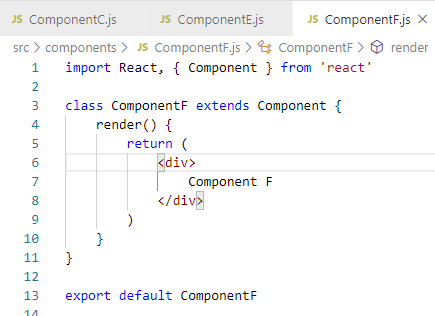 JS ComponentC.js JS ComponentE.js JS ComponentF.js ×
src > components > JS ComponentF.js > ComponentF > render
1 import React, { Component } from 'react'
2
3 class ComponentF extends Component {
4     render() {
5         return (
6             <div>
7                 Component F
8             </div>
9         )
10     }
11 }
12
13 export default ComponentF
14